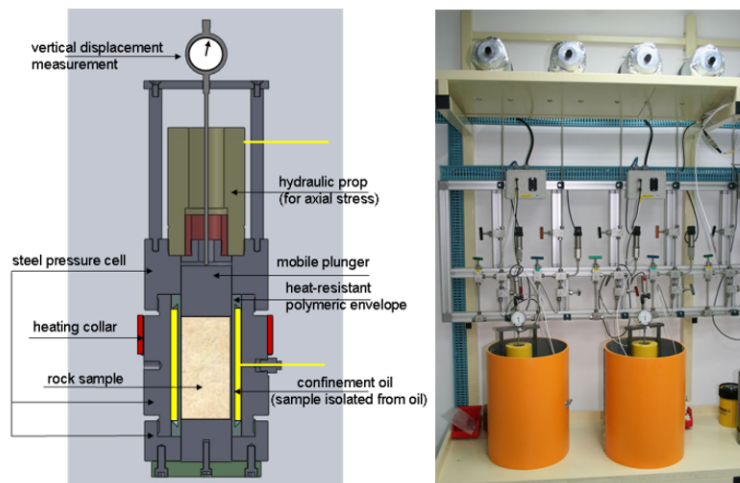 vertical displacement
measurement
hydraulic prop
(for axial stress)
steel pressure cell
mobile plunger
heat-resistant
polymeric envelope
heating collar
rock sample
confinement oil
(sample isolated from oil)